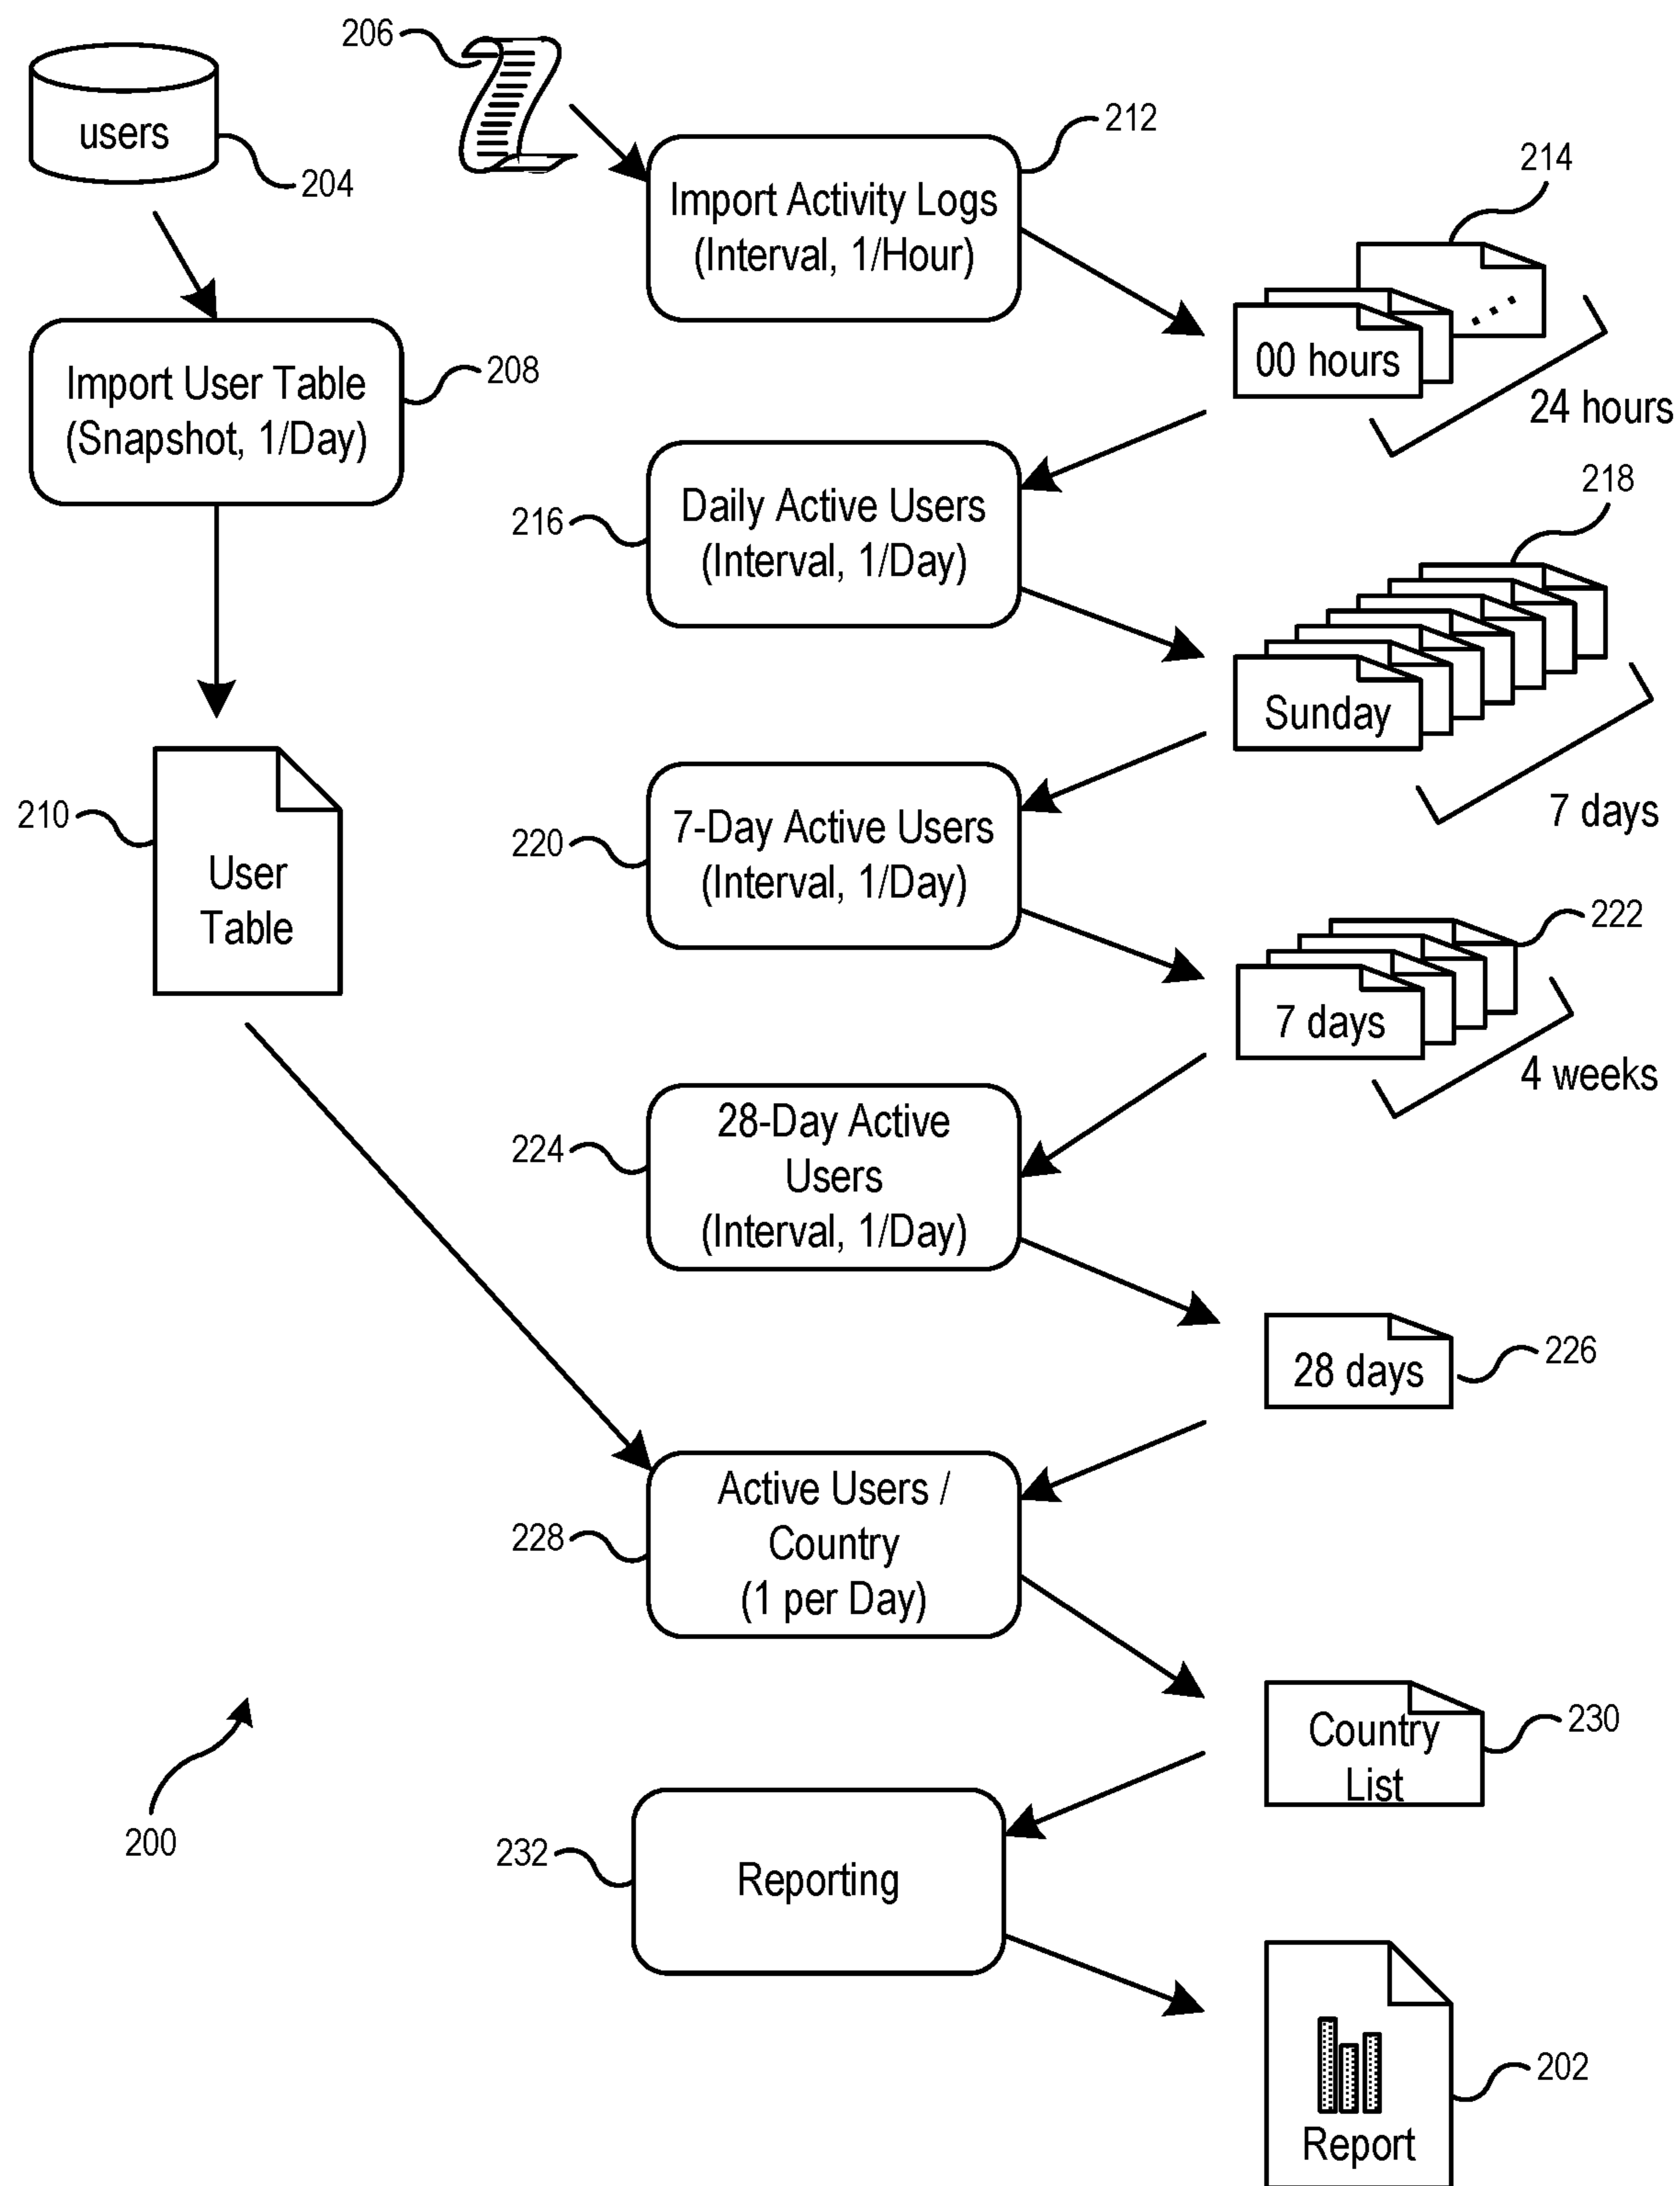 206
users
204
212
Import Activity Logs
(Interval, 1/Hour)
214
00 hours
24 hours
Import User Table
(Snapshot, 1/Day)
208
216
Daily Active Users
(Interval, 1/Day)
218
Sunday
7 days
210
User
Table
220
7-Day Active Users
(Interval, 1/Day)
222
7 days
4 weeks
224
28-Day Active
Users
(Interval, 1/Day)
28 days
226
228
Active Users /
Country
(1 per Day)
Country
List
230
200
232
Reporting
202
Report